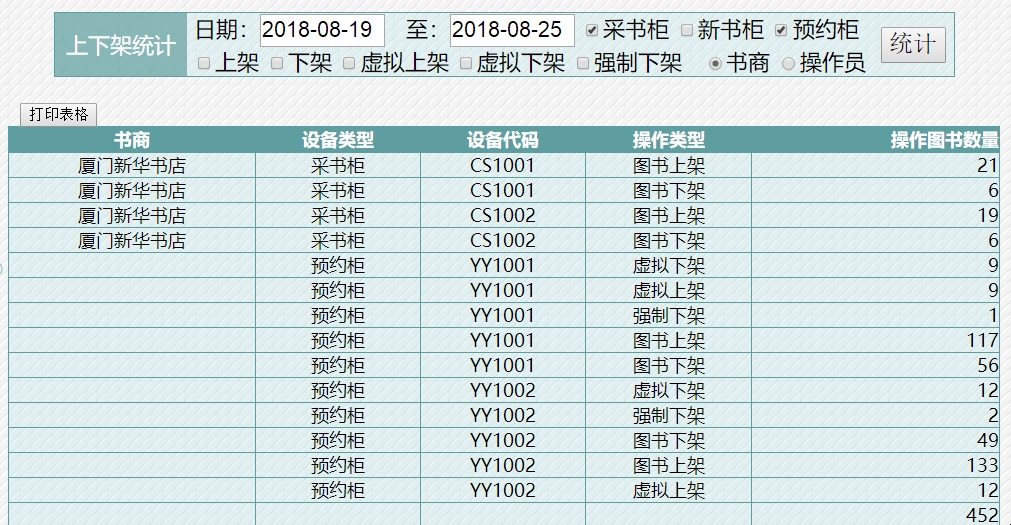 上下架统计
日期：2018-08-19 至：2018-08-25 采书柜 新书柜 预约柜
上架 下架 虚拟上架 虚拟下架 强制下架 书商 操作员
统计
打印表格
书商 设备类型 设备代码 操作类型 操作图书数量
厦门新华书店 采书柜 CS1001 图书上架 21
厦门新华书店 采书柜 CS1001 图书下架 6
厦门新华书店 采书柜 CS1002 图书上架 19
厦门新华书店 采书柜 CS1002 图书下架 6
预约柜 YY1001 虚拟下架 9
预约柜 YY1001 虚拟上架 9
预约柜 YY1001 强制下架 1
预约柜 YY1001 图书上架 117
预约柜 YY1001 图书下架 56
预约柜 YY1002 虚拟下架 12
预约柜 YY1002 强制下架 2
预约柜 YY1002 图书下架 49
预约柜 YY1002 图书上架 133
预约柜 YY1002 虚拟上架 12
452